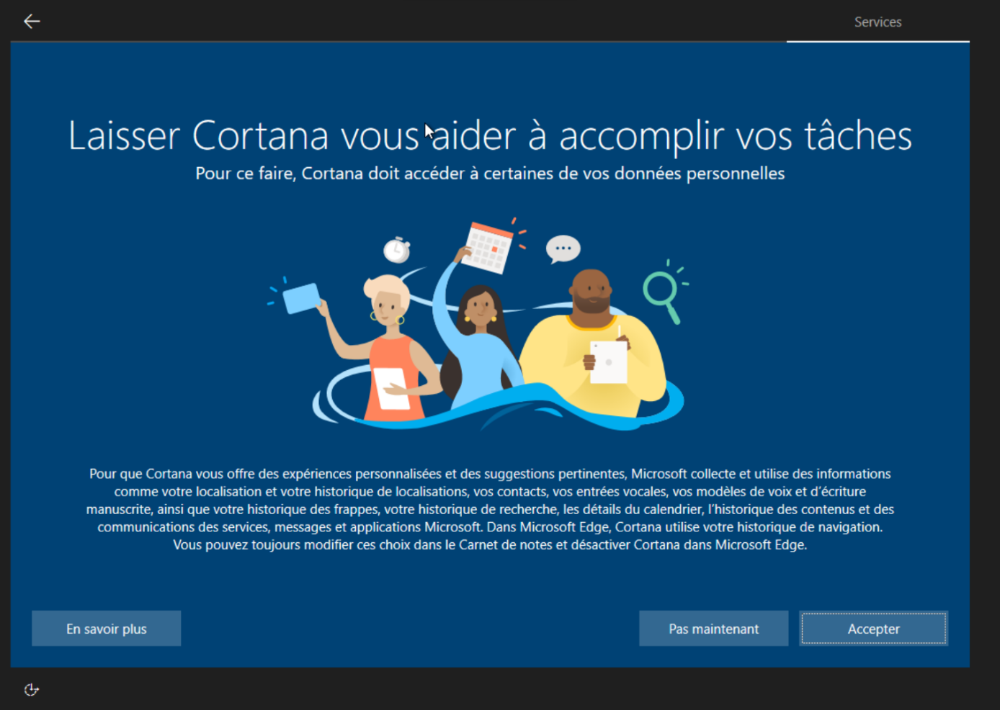 Services
Laisser Cortana vous aider à accomplir vos tâches
Pour ce faire, Cortana doit accéder à certaines de vos données personnelles
Pour que Cortana vous offre des expériences personnalisées et des suggestions pertinentes, Microsoft collecte et utilise des informations
comme votre localisation et votre historique de localisations, vos contacts, vos entrées vocales, vos modèles de voix et d'écriture
manuscrite, ainsi que votre historique des frappes, votre historique de recherche, les détails du calendrier, l'historique des contenus et des
communications des services, messages et applications Microsoft. Dans Microsoft Edge, Cortana utilise votre historique de navigation.
Vous pouvez toujours modifier ces choix dans le Carnet de notes et désactiver Cortana dans Microsoft Edge.
En savoir plus
Pas maintenant
Accepter